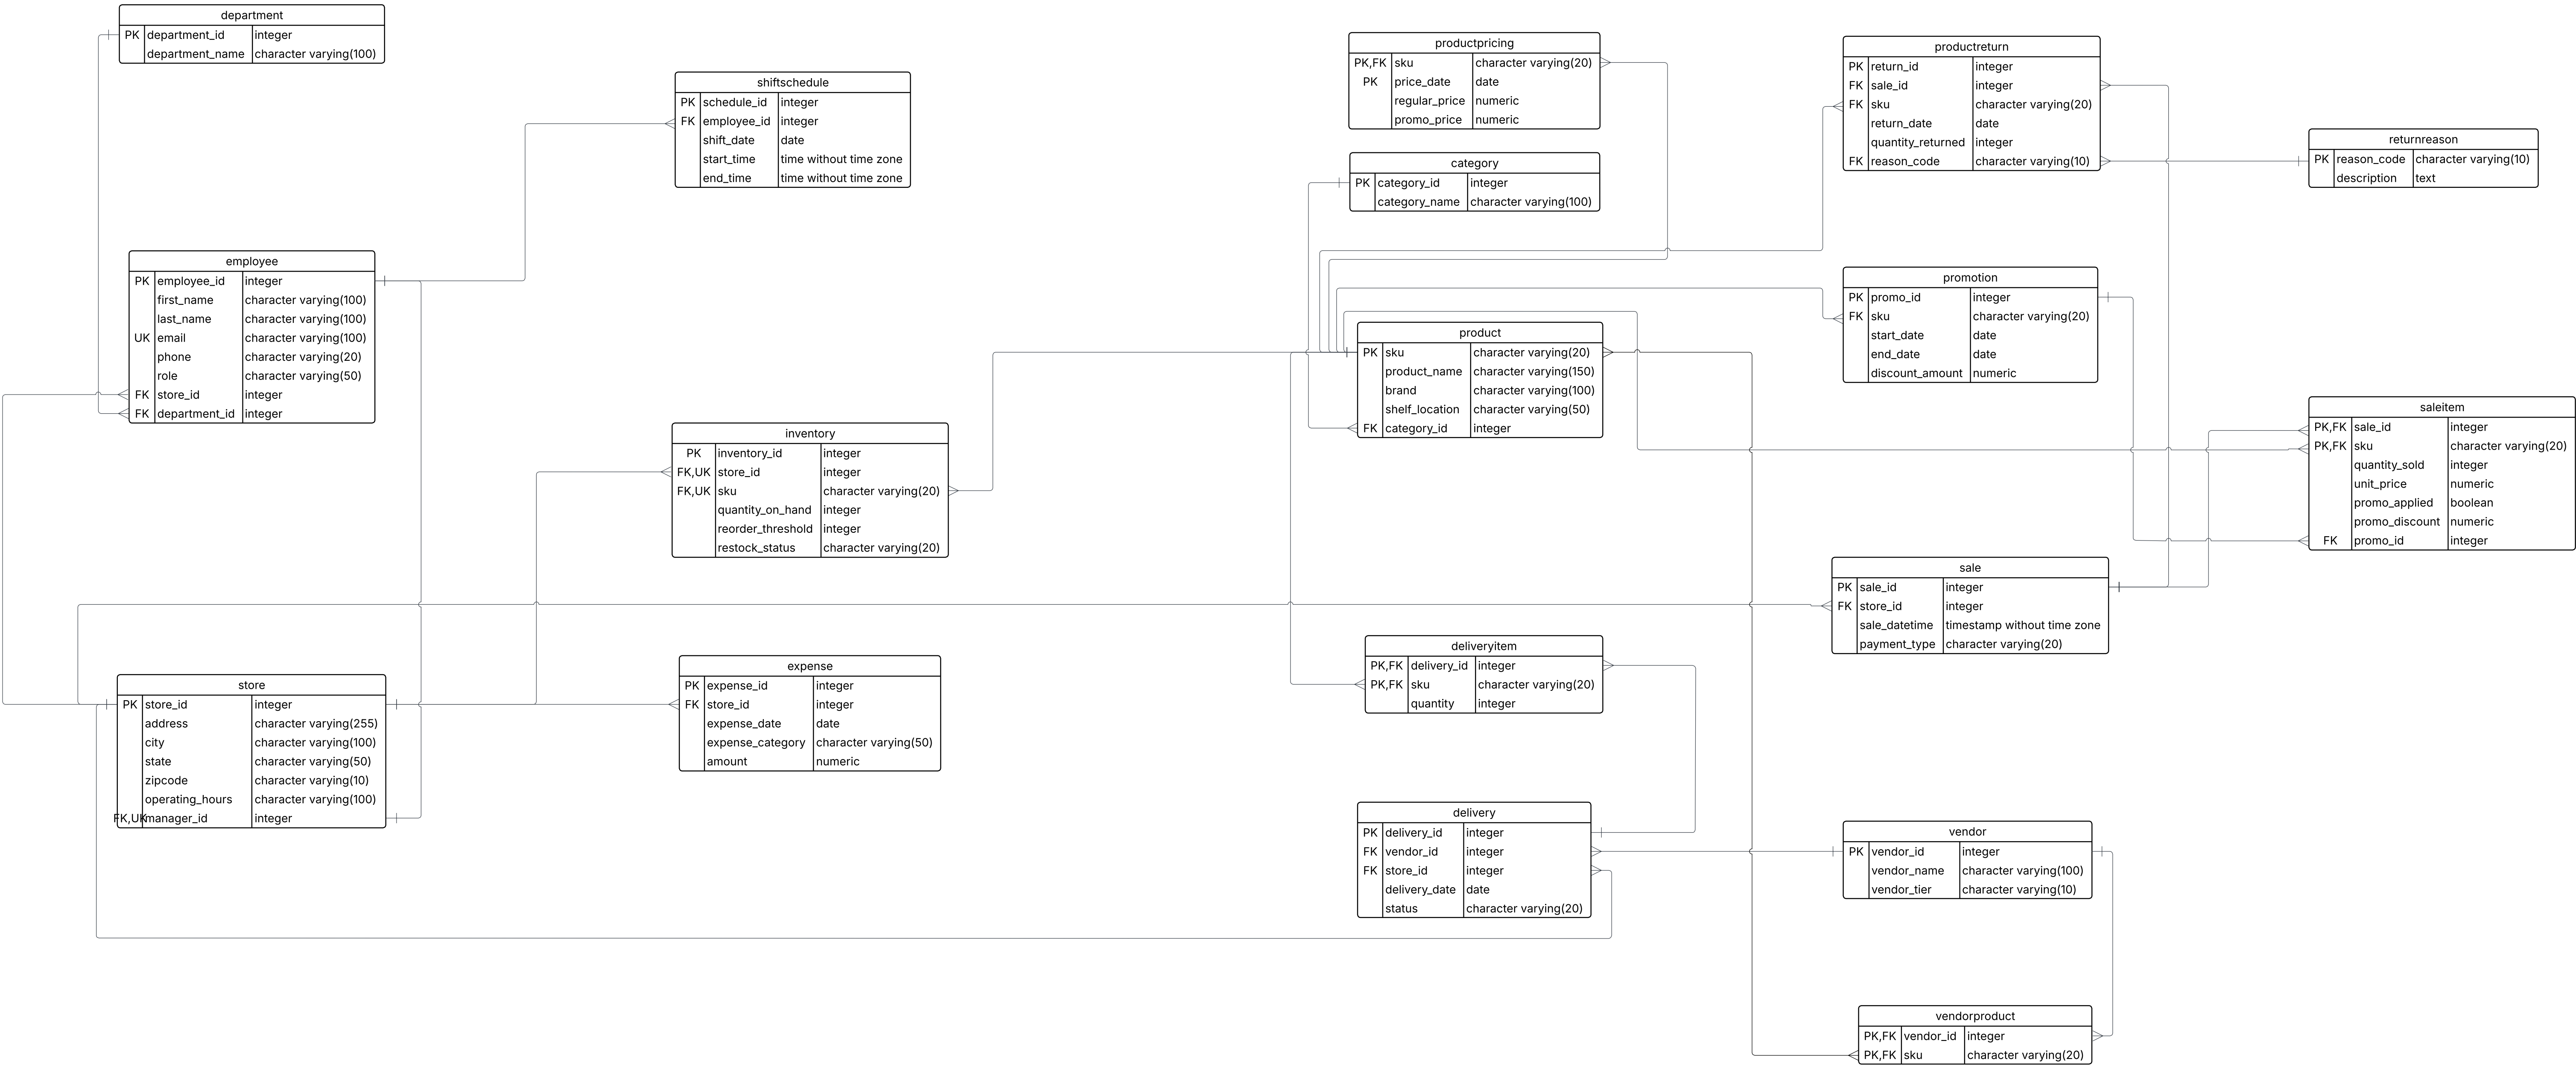 department
PK department_id integer
department_name character varying(100)
shiftschedule
PK schedule_id integer
FK employee_id integer
shift_date date
start_time time without time zone
end_time time without time zone
employee
PK employee_id integer
first_name character varying(100)
last_name character varying(100)
UK email character varying(100)
phone character varying(20)
role character varying(50)
FK store_id integer
FK department_id integer
inventory
PK inventory_id integer
FK,UK store_id integer
FK,UK sku character varying(20)
quantity_on_hand integer
reorder_threshold integer
restock_status character varying(20)
store
PK store_id integer
address character varying(255)
city character varying(100)
state character varying(50)
zipcode character varying(10)
operating_hours character varying(100)
FK,UK manager_id integer
expense
PK expense_id integer
FK store_id integer
expense_date date
expense_category character varying(50)
amount numeric
productpricing
PK,FK sku character varying(20)
PK price_date date
regular_price numeric
promo_price numeric
category
PK category_id integer
category_name character varying(100)
product
PK sku character varying(20)
product_name character varying(150)
brand character varying(100)
shelf_location character varying(50)
FK category_id integer
deliveryitem
PK,FK delivery_id integer
PK,FK sku character varying(20)
quantity integer
delivery
PK delivery_id integer
FK vendor_id integer
FK store_id integer
delivery_date date
status character varying(20)
productreturn
PK return_id integer
FK sale_id integer
FK sku character varying(20)
return_date date
quantity_returned integer
FK reason_code character varying(10)
returnreason
PK reason_code character varying(10)
description text
promotion
PK promo_id integer
FK sku character varying(20)
start_date date
end_date date
discount_amount numeric
saleitem
PK,FK sale_id integer
PK,FK sku character varying(20)
quantity_sold integer
unit_price numeric
promo_applied boolean
promo_discount numeric
FK promo_id integer
sale
PK sale_id integer
FK store_id integer
sale_datetime timestamp without time zone
payment_type character varying(20)
vendor
PK vendor_id integer
vendor_name character varying(100)
vendor_tier character varying(10)
vendorproduct
PK,FK vendor_id integer
PK,FK sku character varying(20)